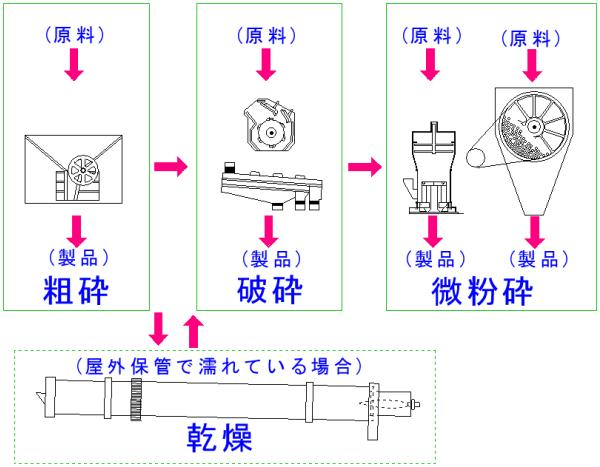 (原料)
(製品)
粗砕
(原料)
(製品)
破砕
(原料)
(原料)
(製品)
(製品)
微粉砕
(屋外保管で濡れている場合)
乾燥